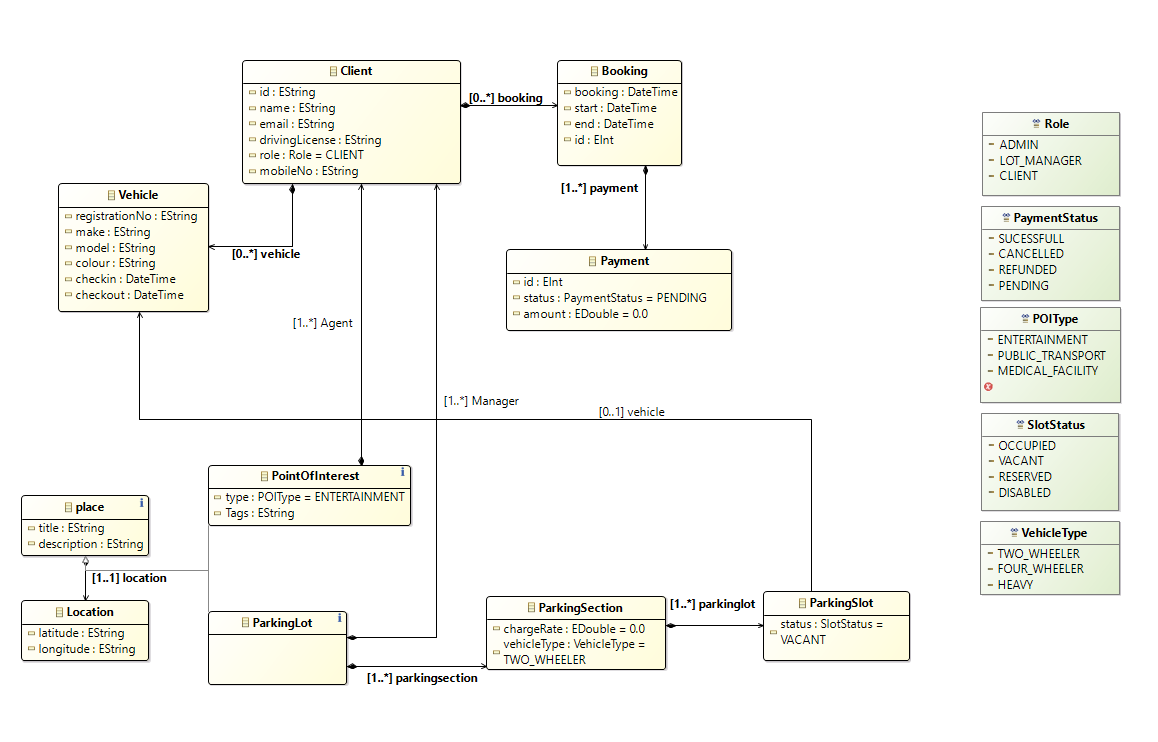 Client
id : EString
name : EString
email : EString
drivingLicense : EString
role : Role = CLIENT
mobileNo : EString
[0..*] booking
Booking
booking : DateTime
start : DateTime
end : DateTime
id : EInt
[1..*] payment
Payment
id : EInt
status : PaymentStatus = PENDING
amount : EDouble = 0.0
Vehicle
registrationNo : EString
make : EString
model : EString
colour : EString
checkin : DateTime
checkout : DateTime
[0..*] vehicle
[1..*] Agent
[1..*] Manager
[0..1] vehicle
PointOfInterest
type : POIType = ENTERTAINMENT
Tags : EString
place
title : EString
description : EString
[1..1] location
Location
latitude : EString
longitude : EString
ParkingLot
[1..*] parkingsection
ParkingSection
chargeRate : EDouble = 0.0
vehicleType : VehicleType =
TWO_WHEELER
[1..*] parkinglot
ParkingSlot
status : SlotStatus =
VACANT
Role
ADMIN
LOT_MANAGER
CLIENT
PaymentStatus
SUCESSFULL
CANCELLED
REFUNDED
PENDING
POIType
ENTERTAINMENT
PUBLIC_TRANSPORT
MEDICAL_FACILITY
SlotStatus
OCCUPIED
VACANT
RESERVED
DISABLED
VehicleType
TWO_WHEELER
FOUR_WHEELER
HEAVY